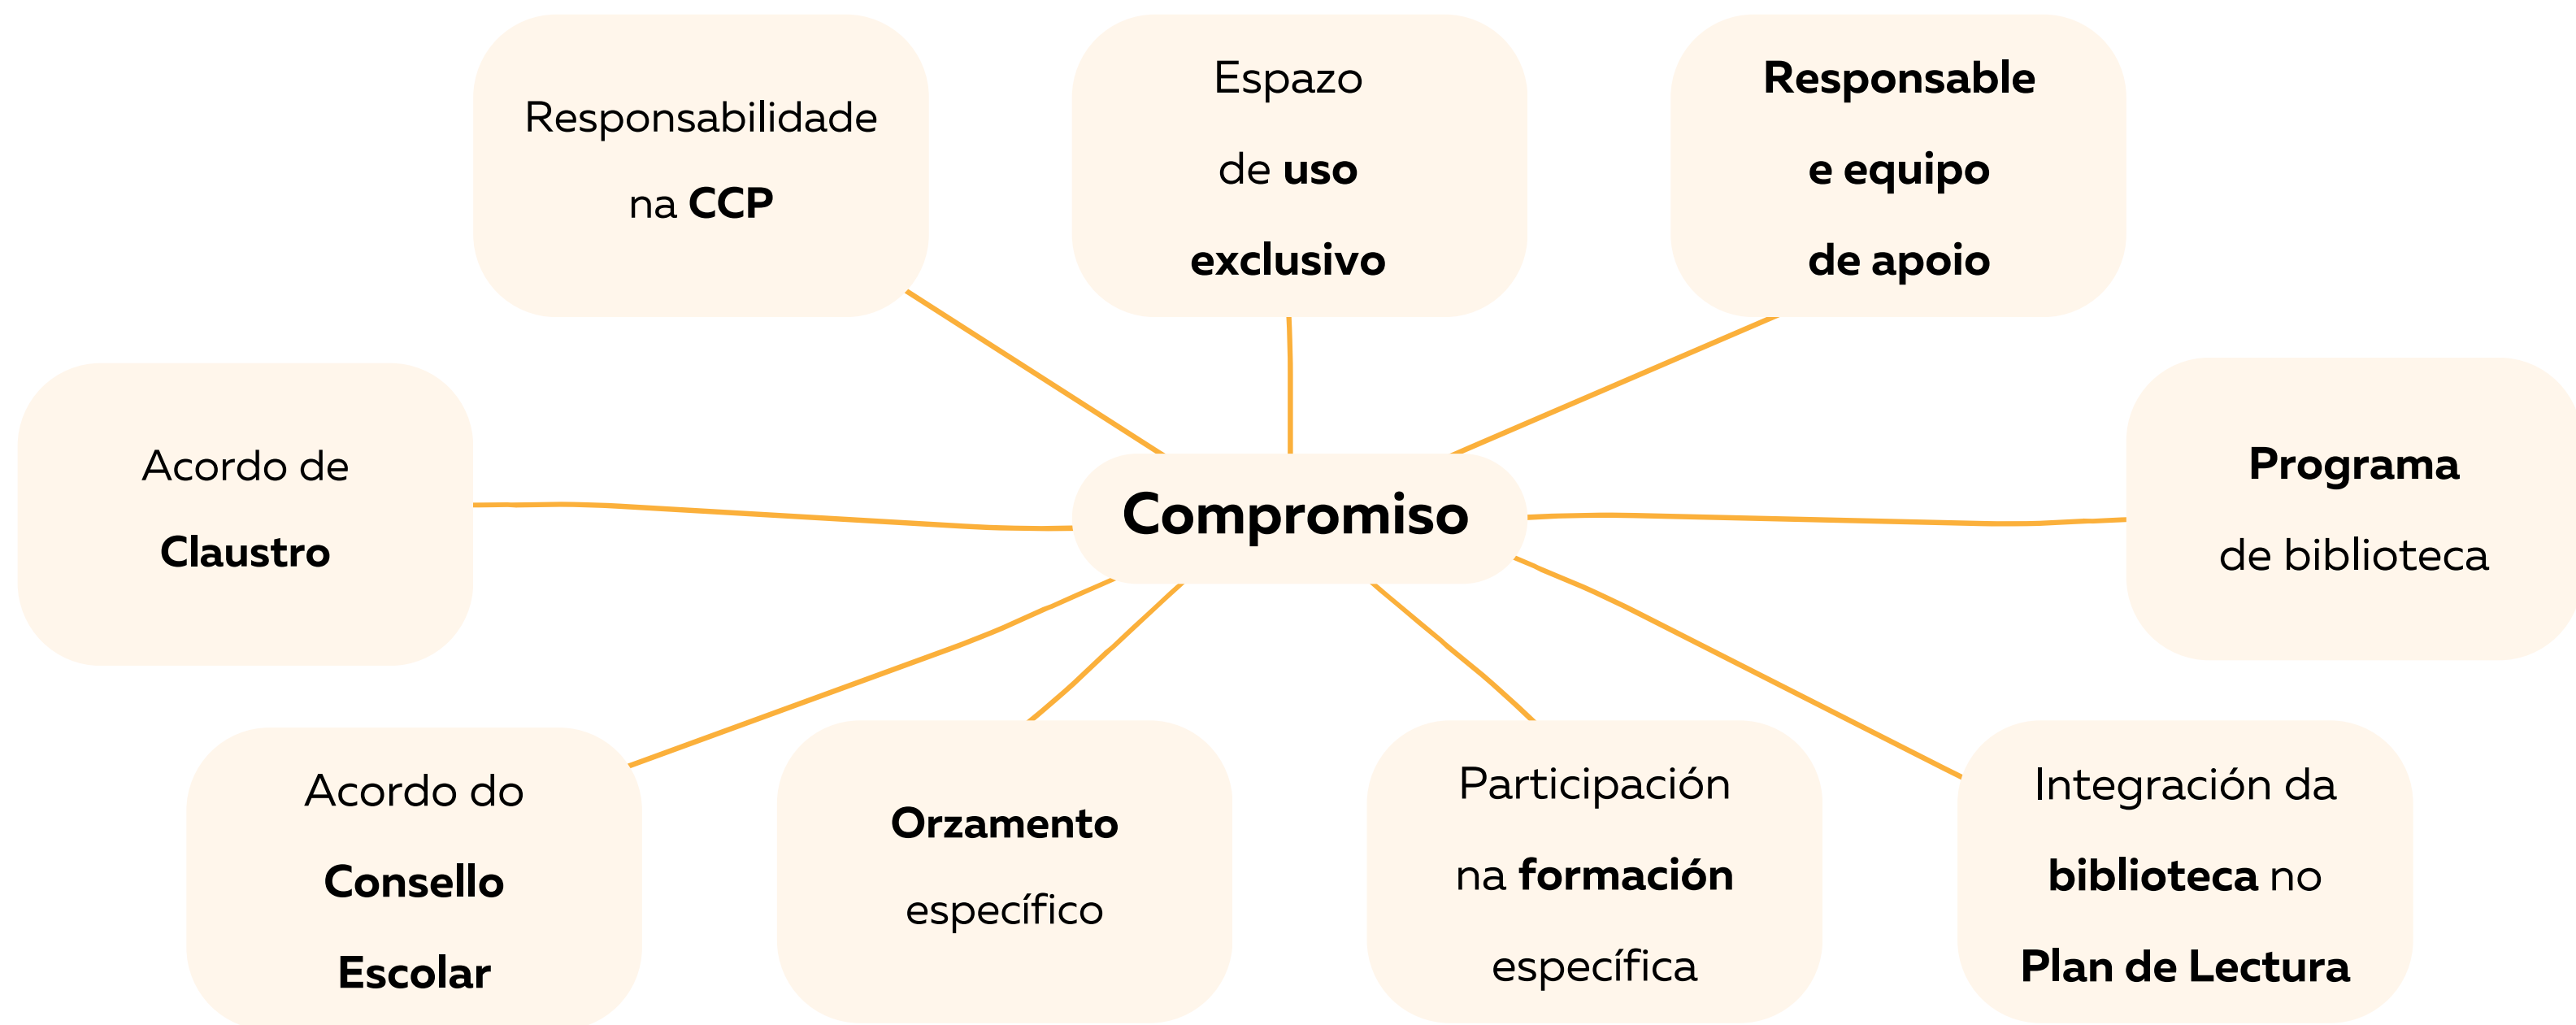 Responsabilidade
na CCP
Espazo
de uso
exclusivo
Responsable
e equipo
de apoio
Acordo de
Claustro
Compromiso
Programa
de biblioteca
Acordo do
Consello
Escolar
Orzamento
específico
Participación
na formación
específica
Integración da
biblioteca no
Plan de Lectura